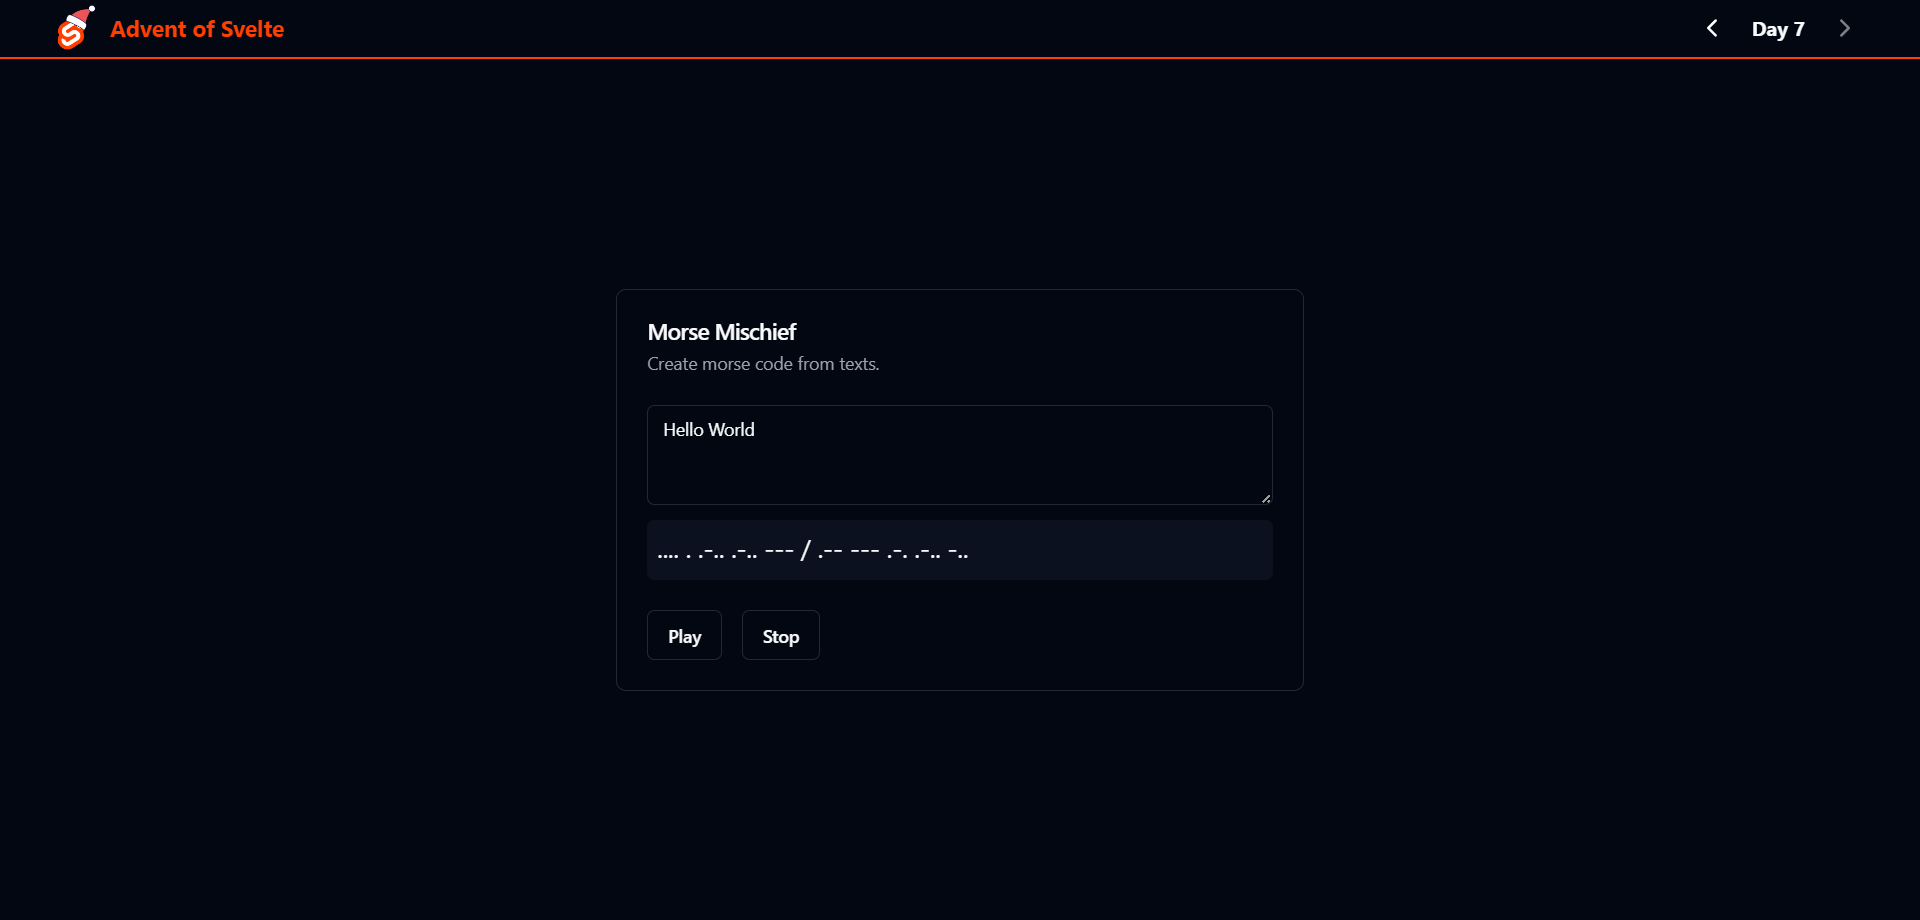 Advent of Svelte
Day 7
Morse Mischief
Create morse code from texts.
Hello World
.... . .-.. .-.. --- / .-- --- .-. .-.. -..
Play Stop